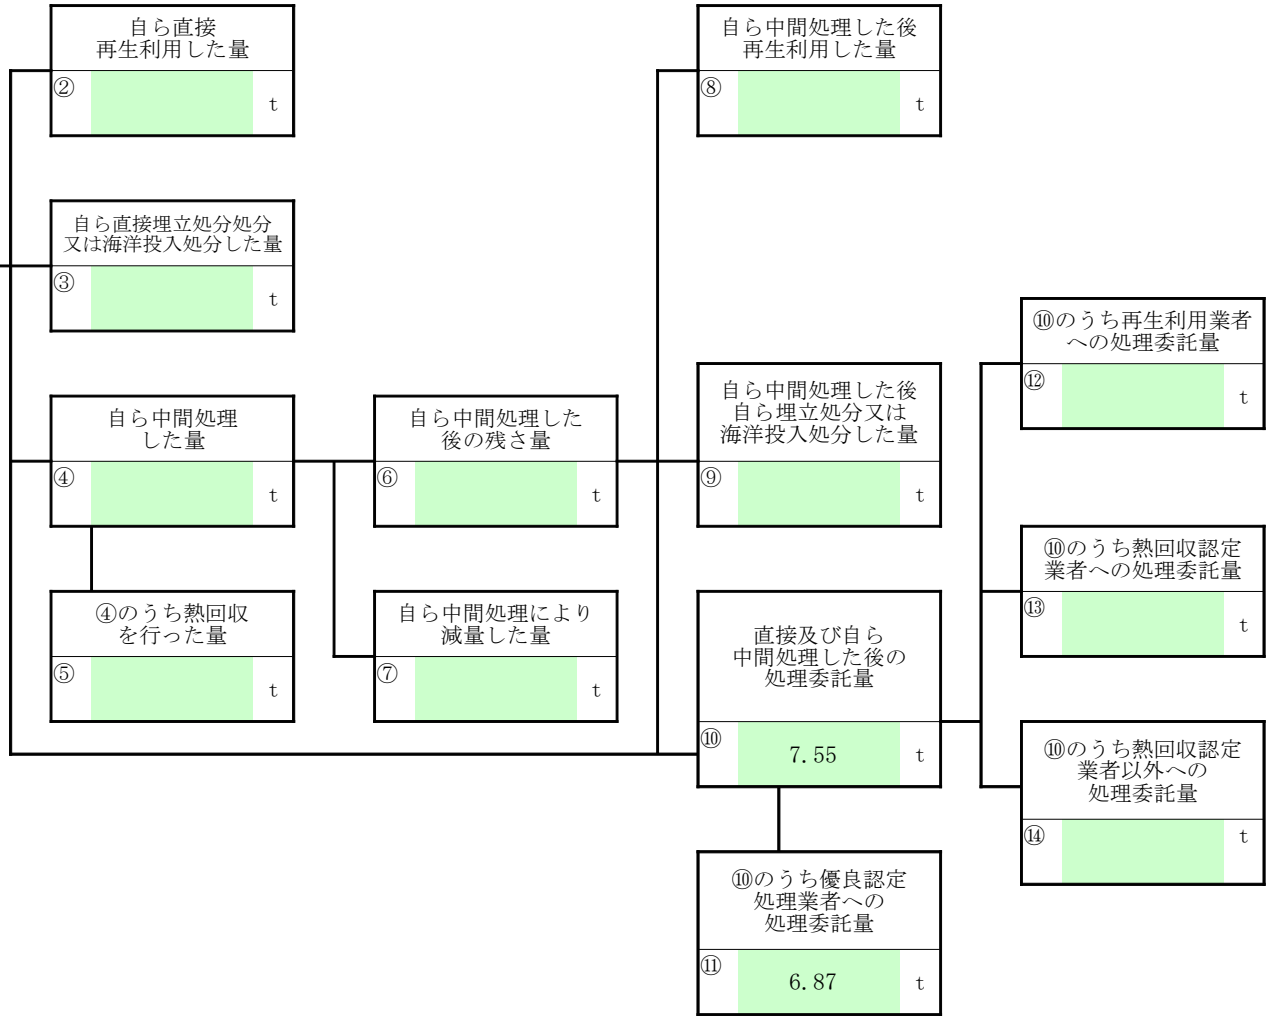 自ら直接
再生利用した量
②
t
自ら中間処理した後
再生利用した量
⑧
t
自ら直接埋立処分処分
又は海洋投入処分した量
③
t
⑩のうち再生利用業者
への処理委託量
⑫
t
自ら中間処理
した量
④
t
自ら中間処理した
後の残さ量
⑥
t
自ら中間処理した後
自ら埋立処分又は
海洋投入処分した量
⑨
t
⑩のうち熱回収認定
業者への処理委託量
⑬
t
④のうち熱回収
を行った量
⑤
t
自ら中間処理により
減量した量
⑦
t
直接及び自ら
中間処理した後の
処理委託量
⑩
7.55
t
⑩のうち熱回収認定
業者以外への
処理委託量
⑭
t
⑩のうち優良認定
処理業者への
処理委託量
⑪
6.87
t